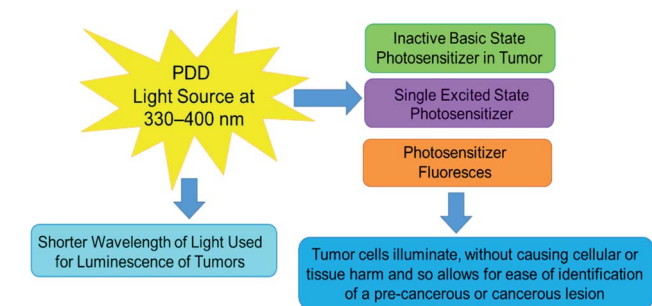 PDD
Light Source at
330–400 nm
Inactive Basic State
Photosensitizer in Tumor
Single Excited State
Photosensitizer
Photosensitizer
Fluoresces
Shorter Wavelength of Light Used
for Luminescence of Tumors
Tumor cells illuminate, without causing cellular or
tissue harm and so allows for ease of identification
of a pre-cancerous or cancerous lesion